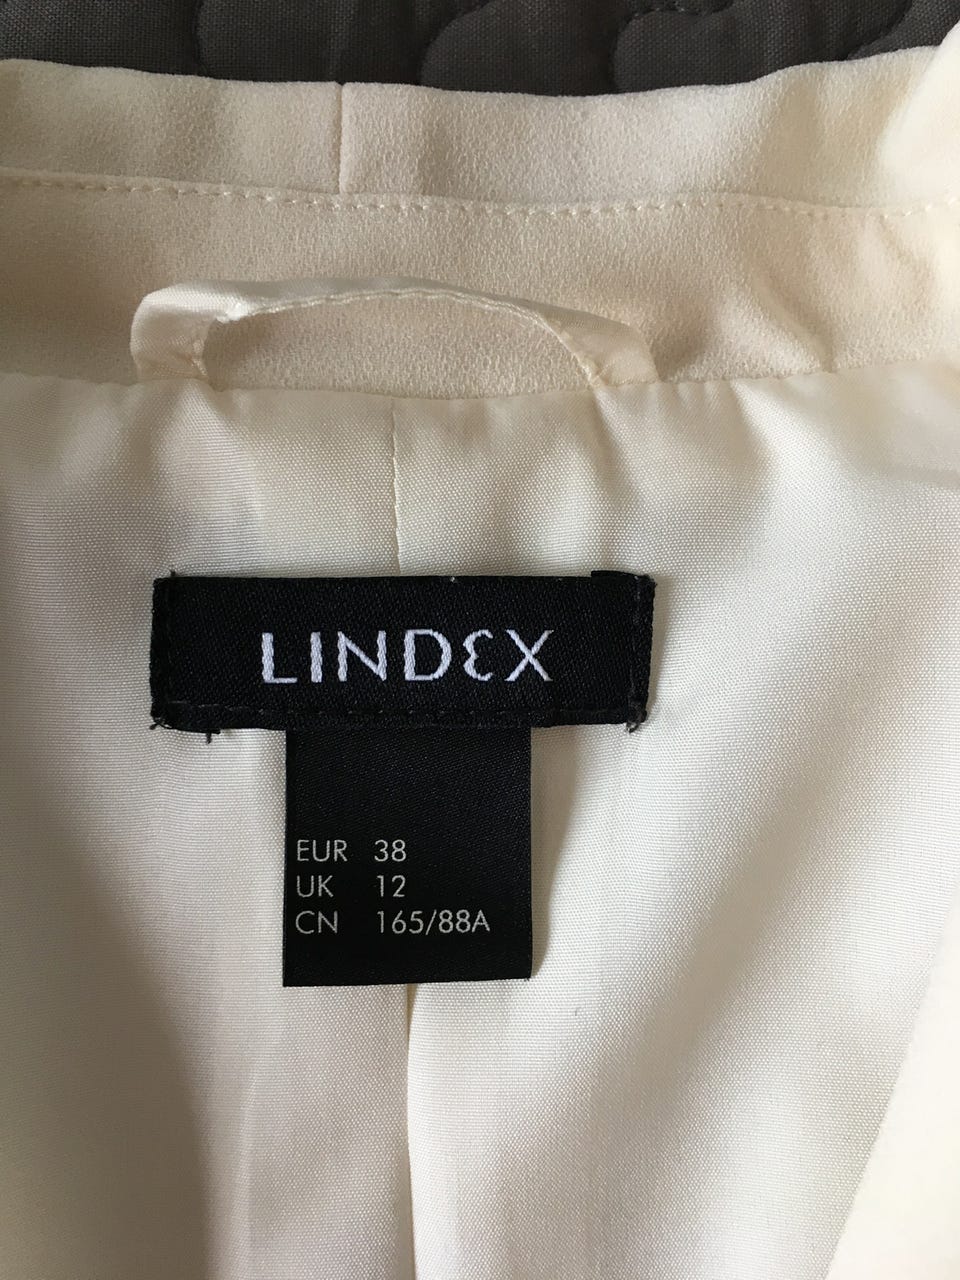 LINDEX
EUR 38
UK 12
CN 165/88A